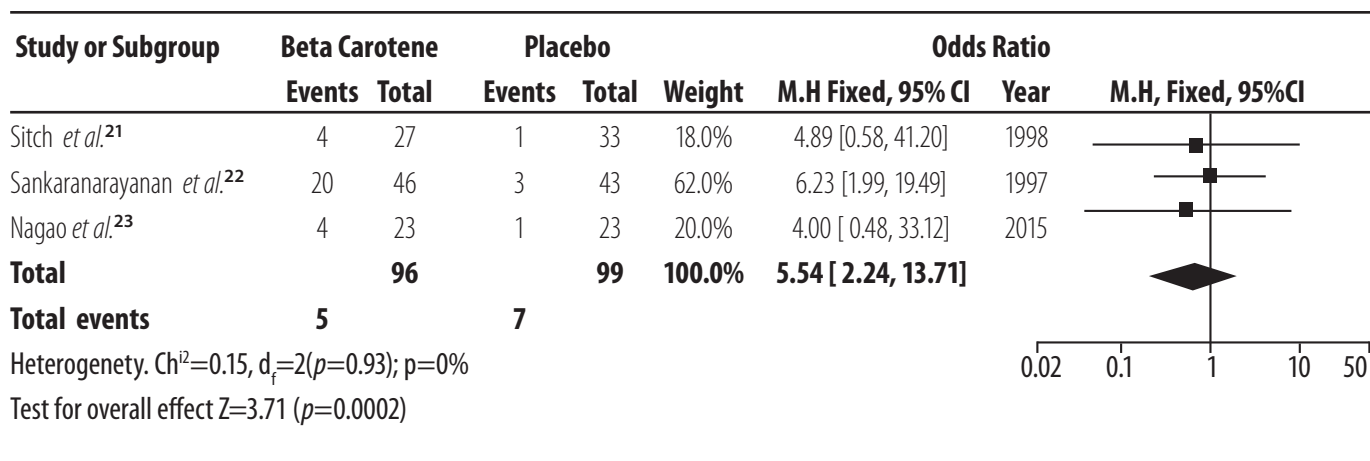 Study or Subgroup Beta Carotene Placebo Odds Ratio
Events Total Events Total Weight M.H Fixed, 95% CI Year M.H, Fixed, 95%CI
Sitch et al.21 4 27 1 33 18.0% 4.89 [0.58, 41.20] 1998
Sankaranarayanan et al.22 20 46 3 43 62.0% 6.23 [1.99, 19.49] 1997
Nagao et al.23 4 23 1 23 20.0% 4.00 [ 0.48, 33.12] 2015
Total 96 99 100.0% 5.54 [ 2.24, 13.71]
Total events 5 7
Heterogenety. Chi2=0.15, df=2(p=0.93); p=0%
0.02 0.1 1 10 50
Test for overall effect Z=3.71 (p=0.0002)